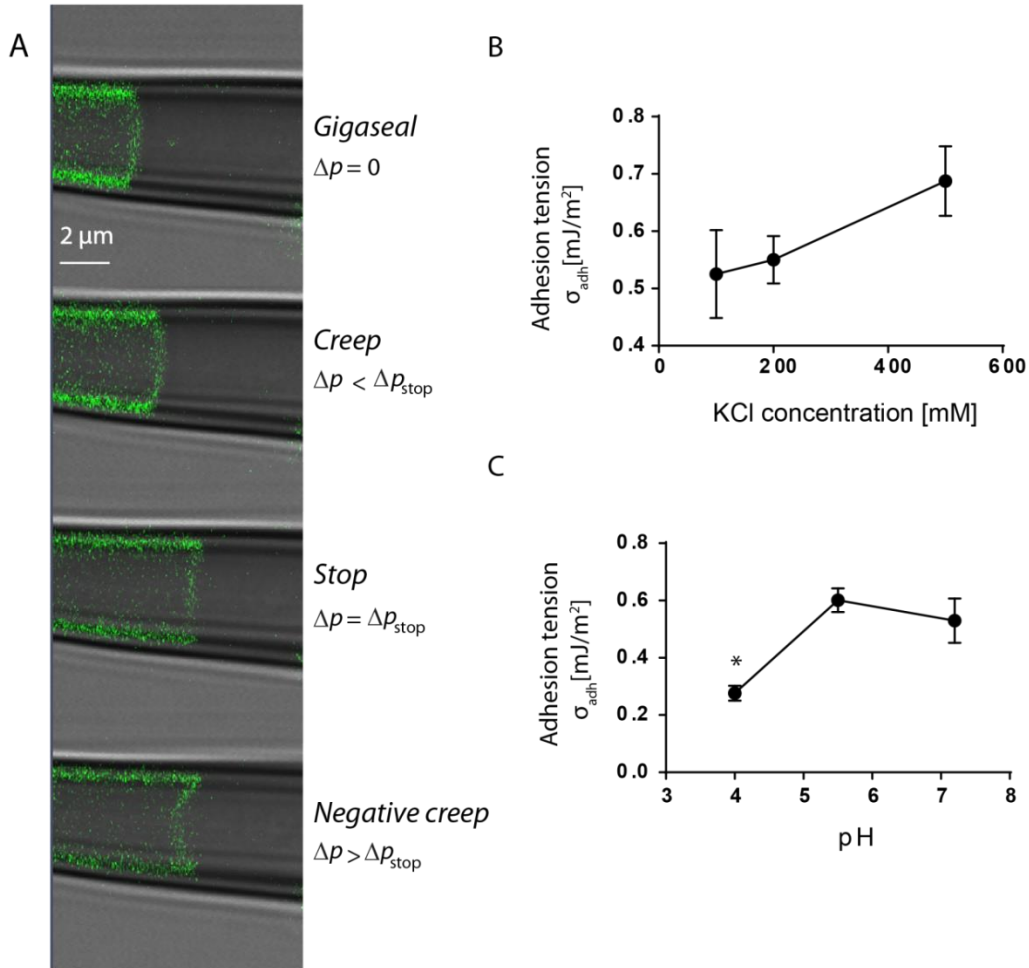 A
Gigaseal
Δp = 0
2 μm
Creep
Δp < Δp_stop
Stop
Δp = Δp_stop
Negative creep
Δp > Δp_stop
B
Adhesion tension
σ_adh[mJ/m²]
0.8
0.7
0.6
0.5
0.4
0 200 400 600
KCl concentration [mM]
C
Adhesion tension
σ_adh[mJ/m²]
0.8
0.6
0.4
0.2
0.0
*
3 4 5 6 7 8
pH